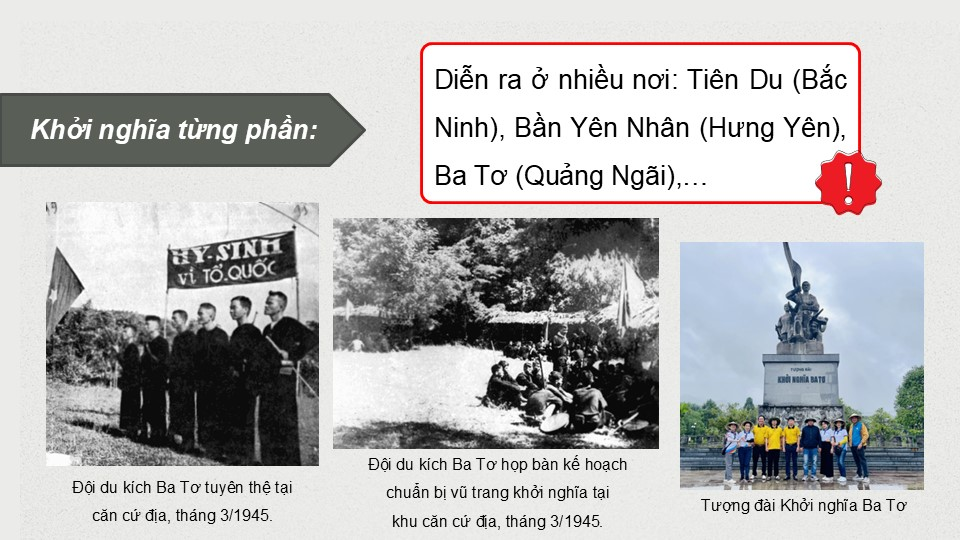 Khởi nghĩa từng phần:
Diễn ra ở nhiều nơi: Tiên Du (Bắc
Ninh), Bần Yên Nhân (Hưng Yên),
Ba Tơ (Quảng Ngãi),…
!
HY-SINH
VÌ TỔ.QUỐC
TƯỢNG ĐÀI
KHỞI NGHĨA BA TƠ
Đội du kích Ba Tơ tuyên thệ tại
căn cứ địa, tháng 3/1945.
Đội du kích Ba Tơ họp bàn kế hoạch
chuẩn bị vũ trang khởi nghĩa tại
khu căn cứ địa, tháng 3/1945.
Tượng đài Khởi nghĩa Ba Tơ